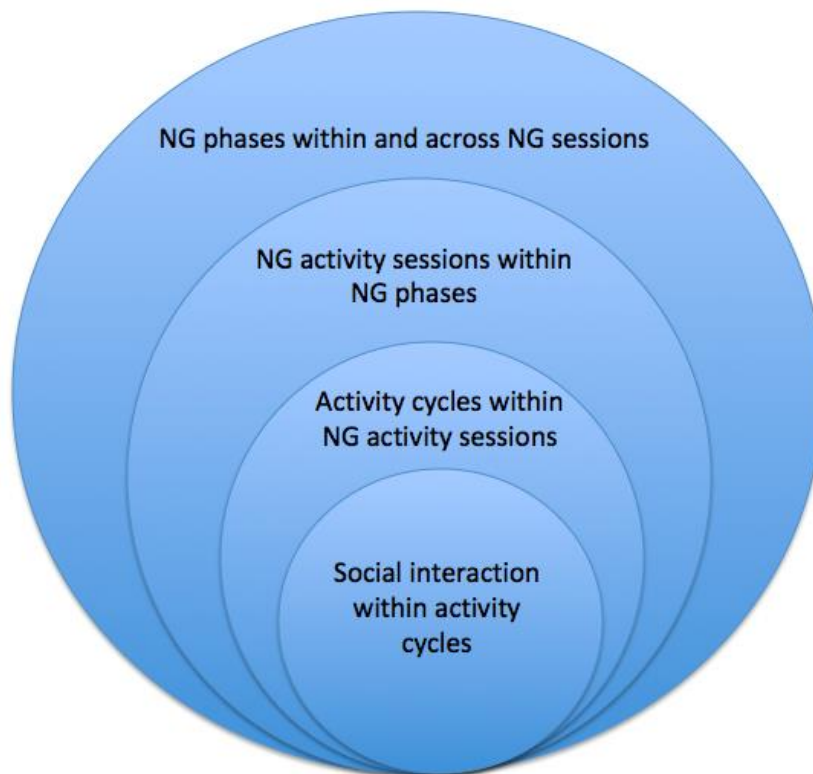 NG phases within and across NG sessions
NG activity sessions within
NG phases
Activity cycles within
NG activity sessions
Social interaction
within activity
cycles